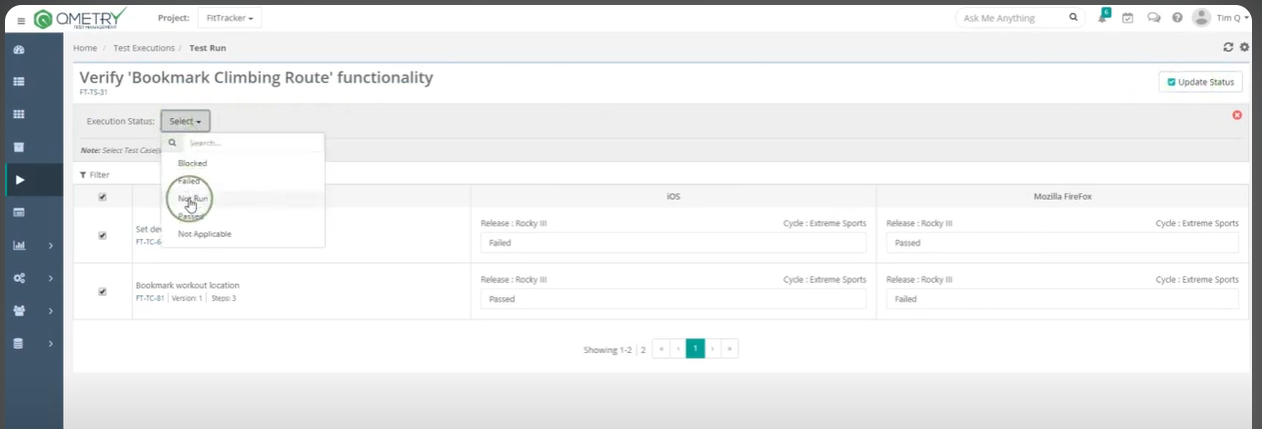 QMETRY
TEST MANAGEMENT
Project: FitTracker
Ask Me Anything
6
Tim Q
Home / Test Executions / Test Run
Verify 'Bookmark Climbing Route' functionality
FT-TS-31
Update Status
Execution Status: Select
Search...
Note: Select Test Case(s
Blocked
Failed
Not Run
Passed
Not Applicable
Filter
iOS
Mozilla FireFox
Set de
FT-TC-6
Release : Rocky III Cycle : Extreme Sports
Failed
Release : Rocky III Cycle : Extreme Sports
Passed
Bookmark workout location
FT-TC-81 | Version: 1 | Steps: 3
Release : Rocky III Cycle : Extreme Sports
Passed
Release : Rocky III Cycle : Extreme Sports
Failed
Showing 1-2 | 2 « ‹ 1 › »